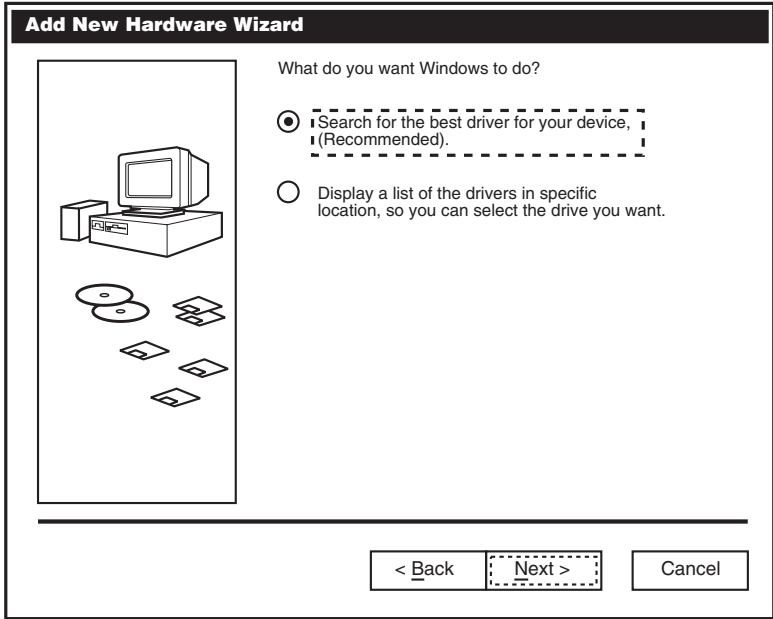 Add New Hardware Wizard
What do you want Windows to do?
Search for the best driver for your device,
(Recommended).
Display a list of the drivers in specific
location, so you can select the drive you want.
< Back
Next >
Cancel